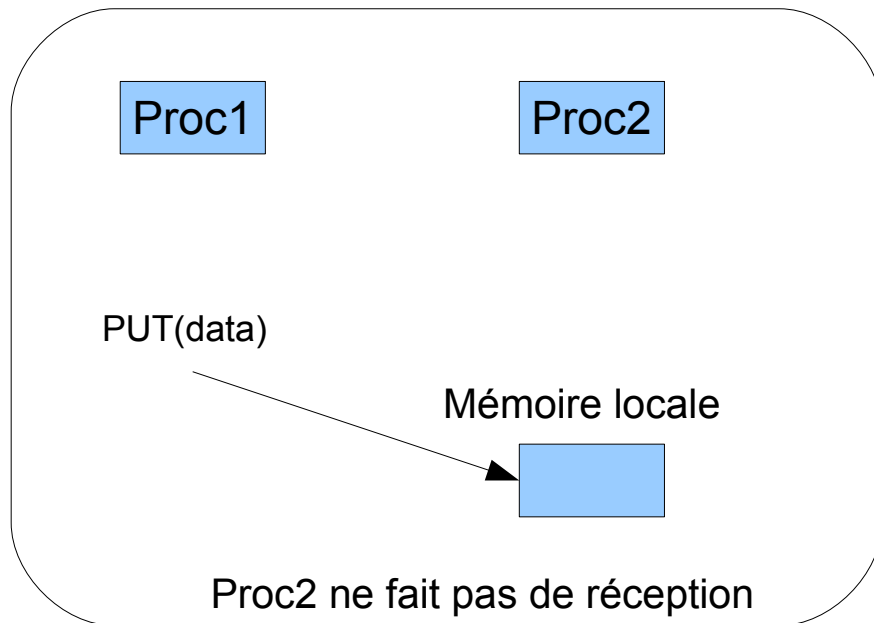 Proc1
Proc2
PUT(data)
Mémoire locale
Proc2 ne fait pas de réception